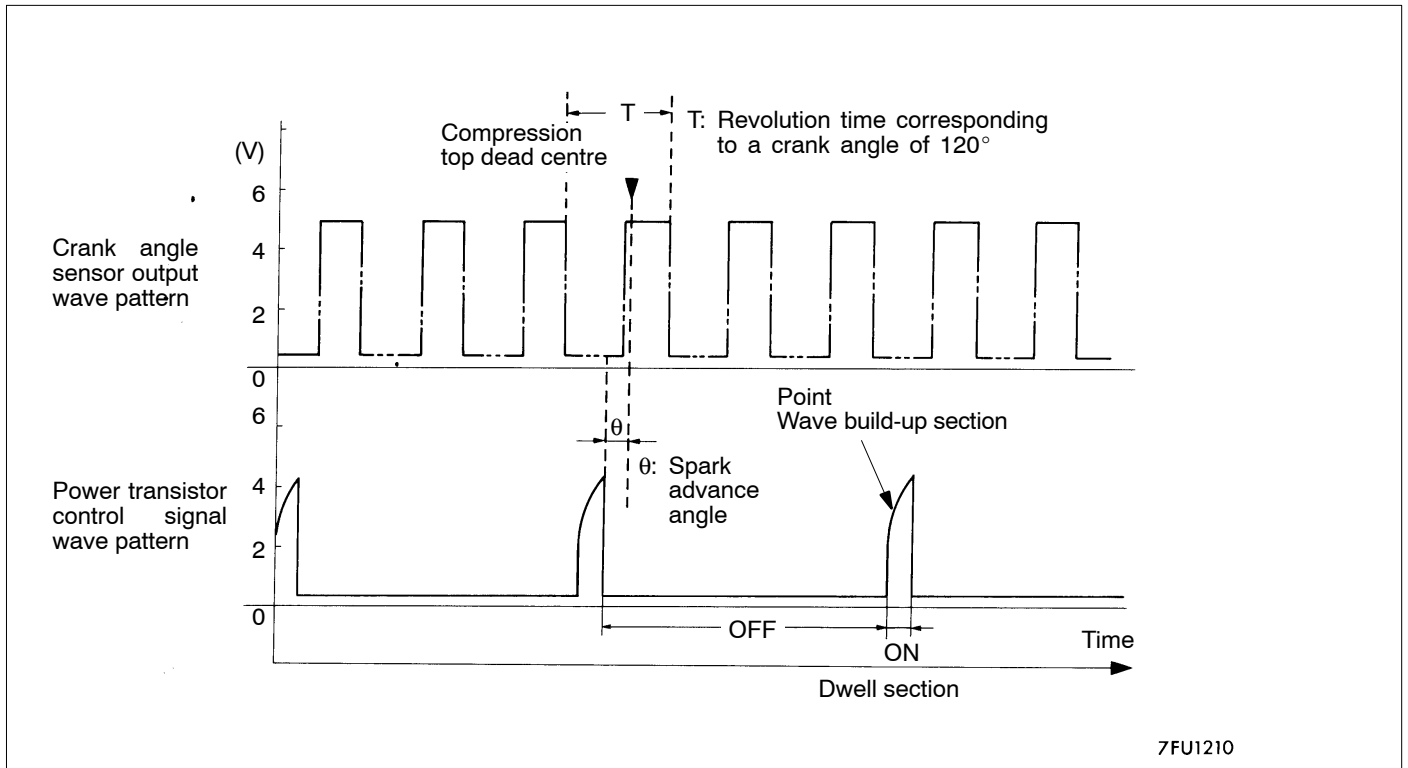 T
T: Revolution time corresponding
to a crank angle of 120°
Compression
top dead centre
(V)
6
4
2
0
Crank angle
sensor output
wave pattern
6
4
2
0
Power transistor
control signal
wave pattern
θ
θ: Spark
advance
angle
Point
Wave build-up section
OFF
ON
Time
Dwell section
7FU1210